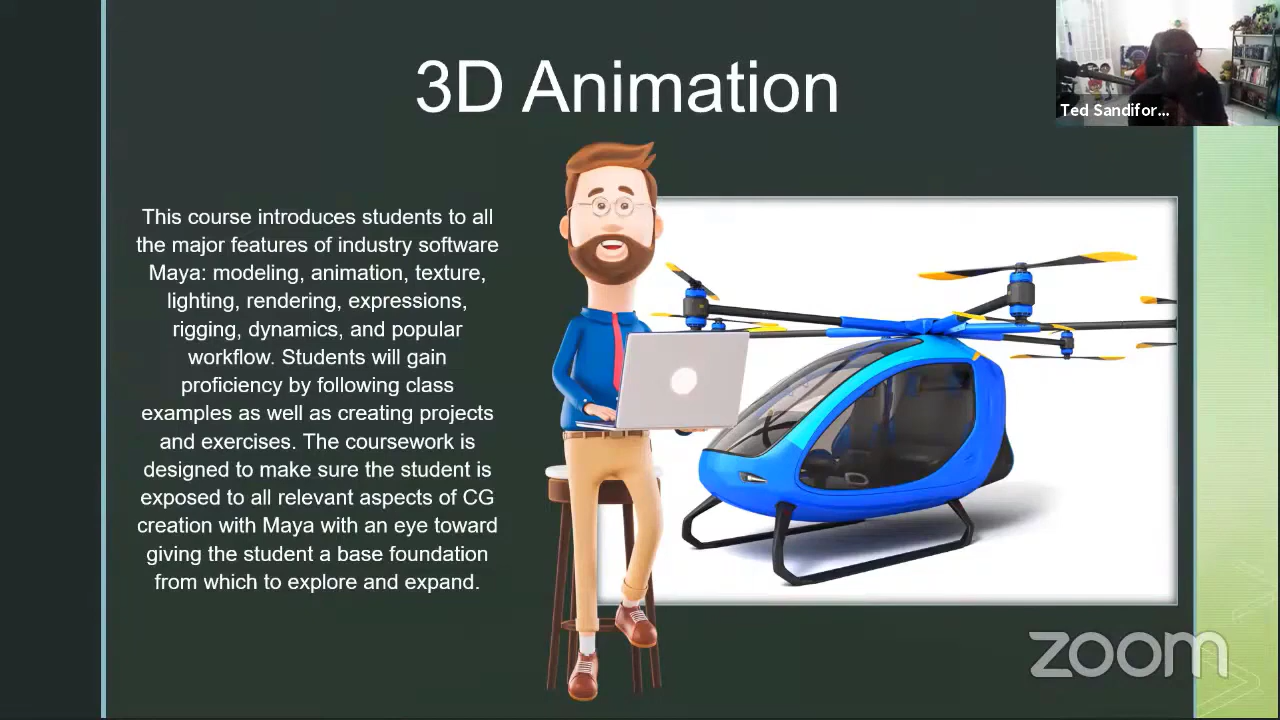 3D Animation
Ted Sandifor...
This course introduces students to all
the major features of industry software
Maya: modeling, animation, texture,
lighting, rendering, expressions,
rigging, dynamics, and popular
workflow. Students will gain
proficiency by following class
examples as well as creating projects
and exercises. The coursework is
designed to make sure the student is
exposed to all relevant aspects of CG
creation with Maya with an eye toward
giving the student a base foundation
from which to explore and expand.
zoom